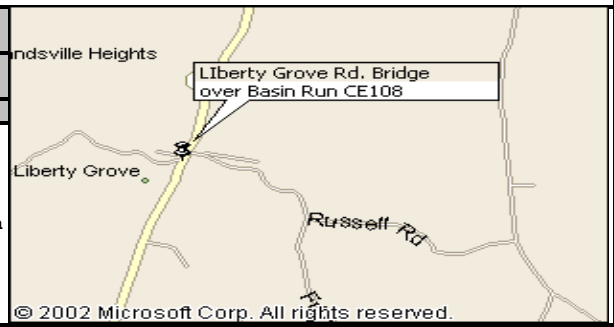 ndsville Heights
LIberty Grove Rd. Bridge
over Basin Run CE108
Liberty Grove
Russell Rd
© 2002 Microsoft Corp. All rights reserved.